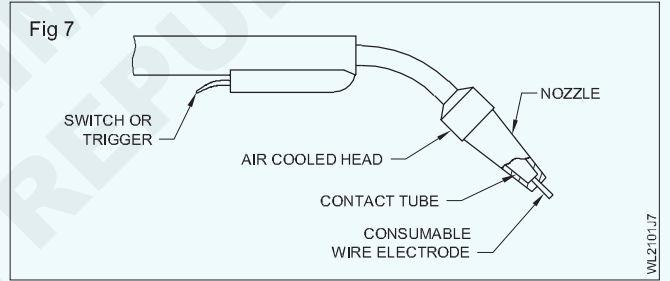 Fig 7
SWITCH OR
TRIGGER
AIR COOLED HEAD
CONTACT TUBE
CONSUMABLE
WIRE ELECTRODE
NOZZLE
WL2101J7